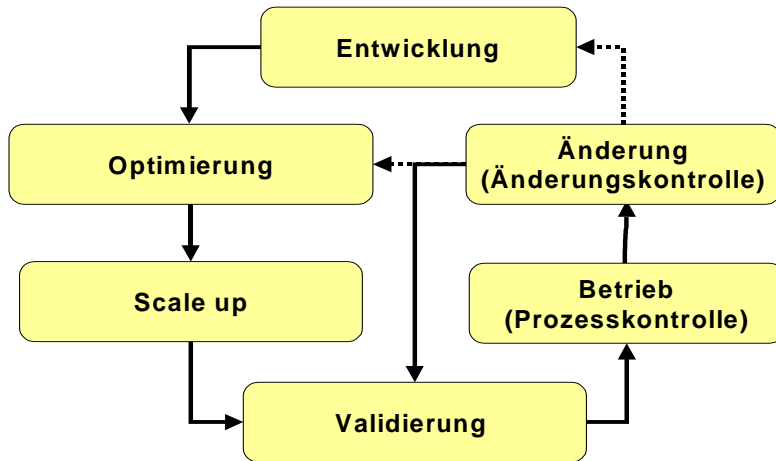 Entwicklung
Optimierung
Änderung
(Änderungskontrolle)
Scale up
Betrieb
(Prozesskontrolle)
Validierung